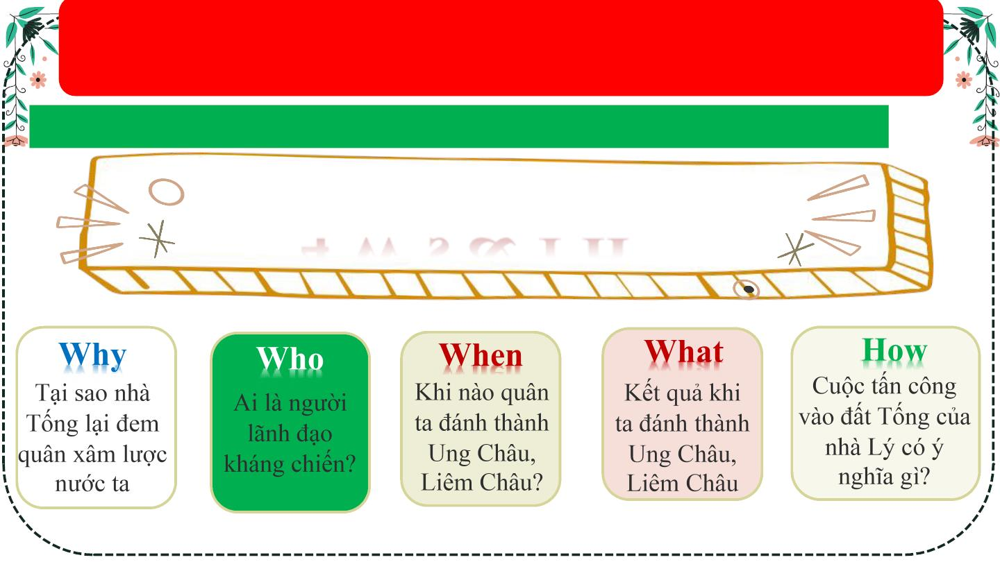 Why
Tại sao nhà
Tống lại đem
quân xâm lược
nước ta
Who
Ai là người
lãnh đạo
kháng chiến?
When
Khi nào quân
ta đánh thành
Ung Châu,
Liêm Châu?
What
Kết quả khi
ta đánh thành
Ung Châu,
Liêm Châu
How
Cuộc tấn công
vào đất Tống của
nhà Lý có ý
nghĩa gì?